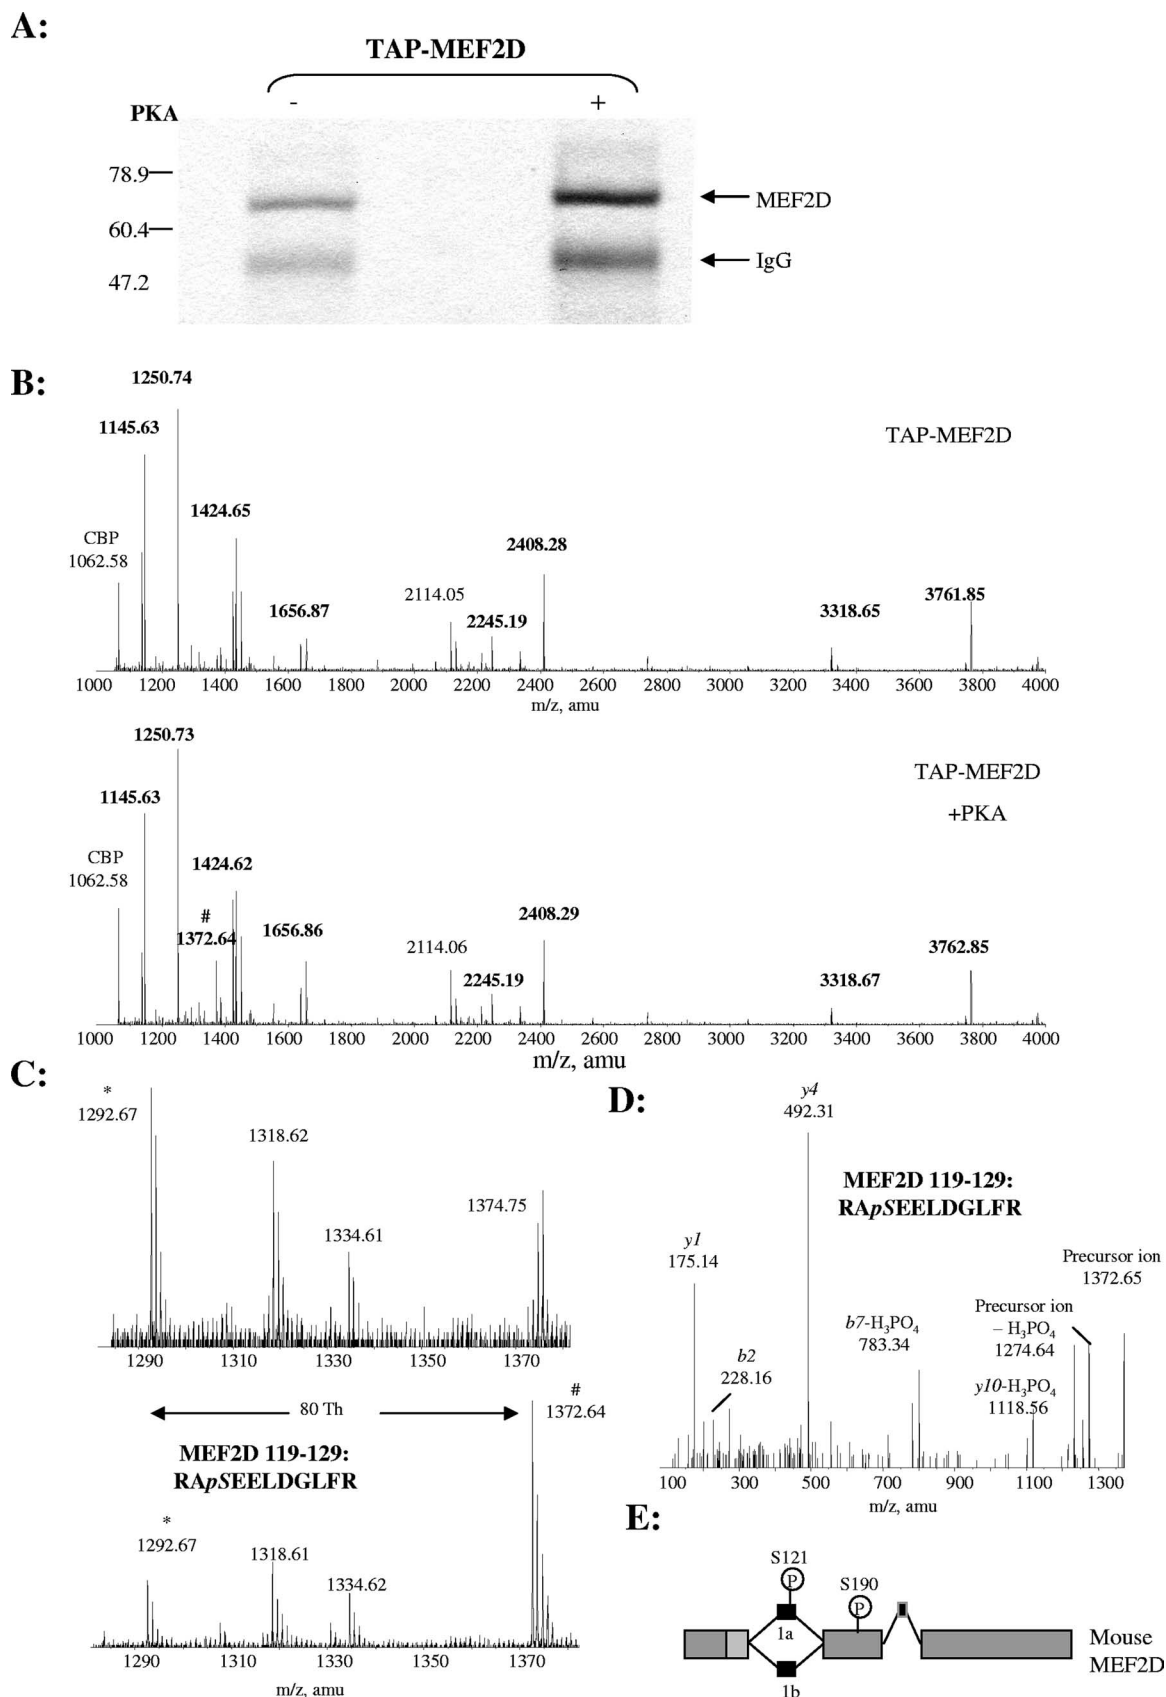 A:
TAP-MEF2D
PKA - +
78.9
MEF2D
60.4
IgG
47.2
B:
1250.74
1145.63
TAP-MEF2D
1424.65
CBP
1062.58
2408.28
1656.87
2114.05
2245.19
3318.65
3761.85
1000 1200 1400 1600 1800 2000 2200 2400 2600 2800 3000 3200 3400 3600 3800 4000
m/z, amu
1250.73
1145.63
TAP-MEF2D
+PKA
CBP
1062.58
1424.62
#
1372.64
1656.86
2408.29
2114.06
2245.19
3318.67
3762.85
1000 1200 1400 1600 1800 2000 2200 2400 2600 2800 3000 3200 3400 3600 3800 4000
m/z, amu
C:
*
1292.67
1318.62
1334.61
1374.75
1290 1310 1330 1350 1370
80 Th
#
1372.64
MEF2D 119-129:
RApSEELDGLFR
*
1292.67
1318.61
1334.62
1290 1310 1330 1350 1370
m/z, amu
D:
y4
492.31
MEF2D 119-129:
RApSEELDGLFR
y1
175.14
b2
228.16
b7-H3PO4
783.34
Precursor ion
1372.65
Precursor ion
– H3PO4
1274.64
y10-H3PO4
1118.56
100 300 500 700 900 1100 1300
m/z, amu
E:
S121
P
S190
P
1a
1b
Mouse
MEF2D